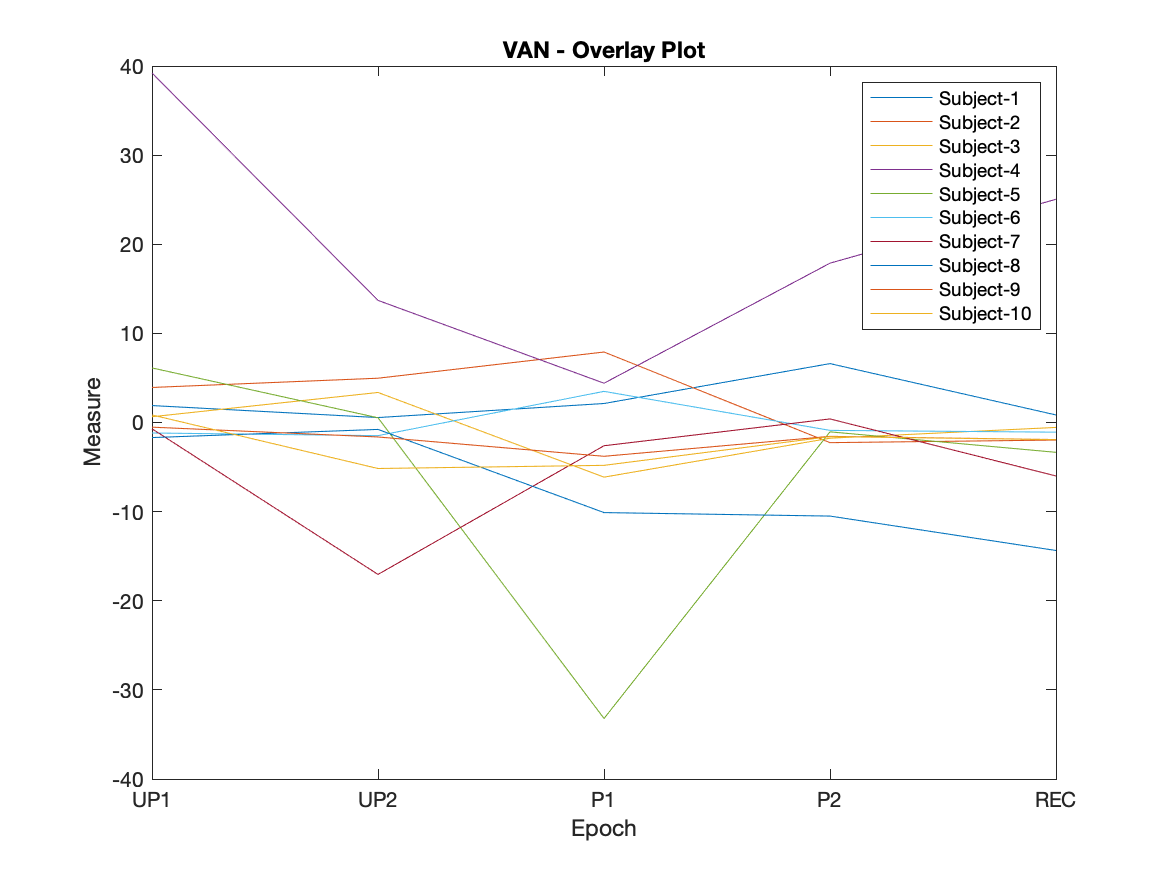 VAN - Overlay Plot
40
30
20
10
0
-10
-20
-30
-40
Measure
Subject-1
Subject-2
Subject-3
Subject-4
Subject-5
Subject-6
Subject-7
Subject-8
Subject-9
Subject-10
UP1 UP2 P1 P2 REC
Epoch